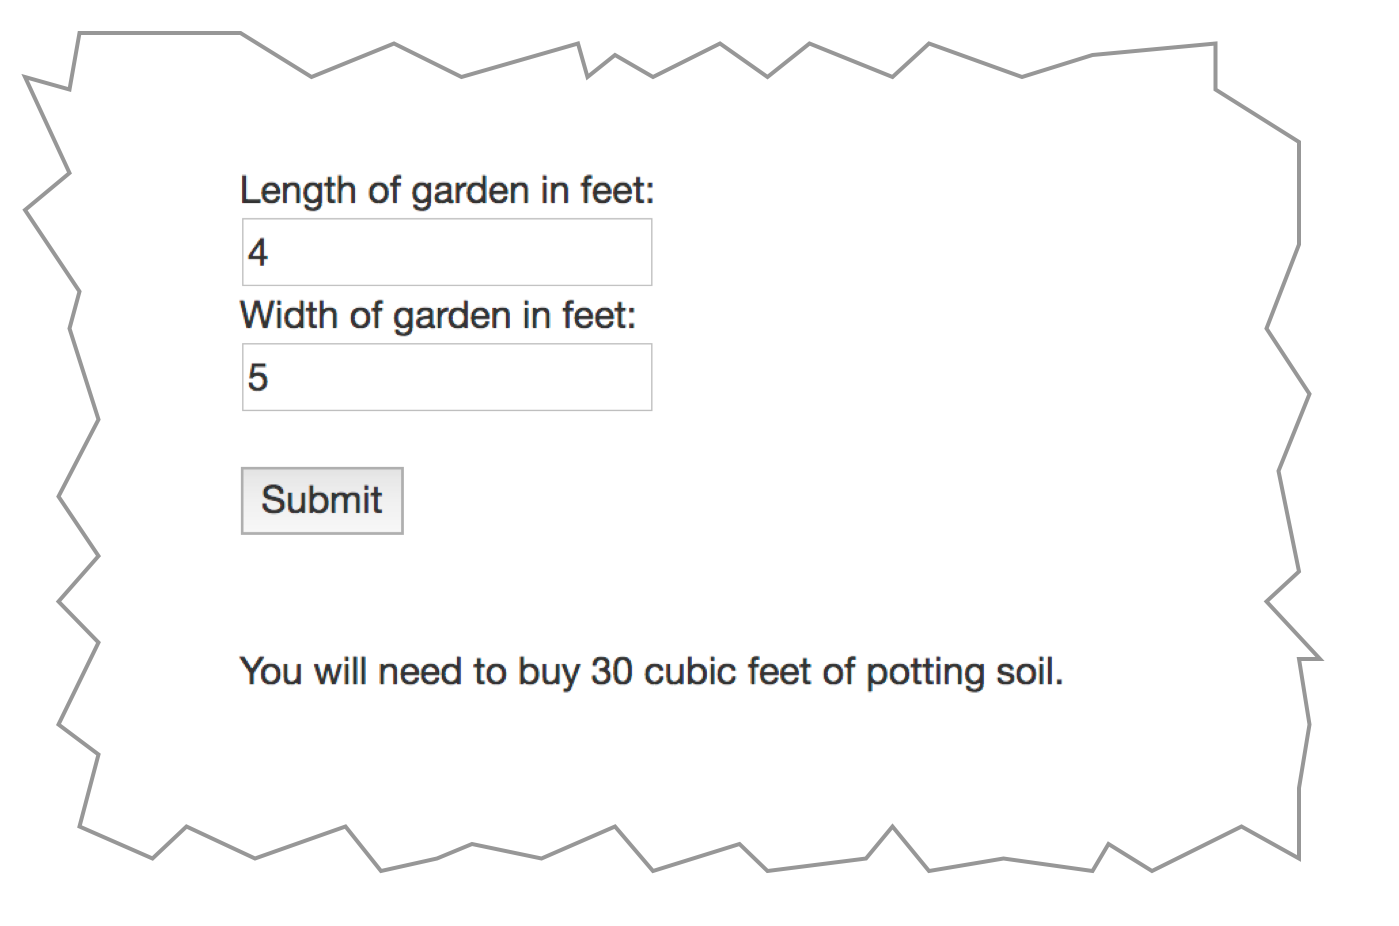 Length of garden in feet:
4
Width of garden in feet:
5
Submit
You will need to buy 30 cubic feet of potting soil.